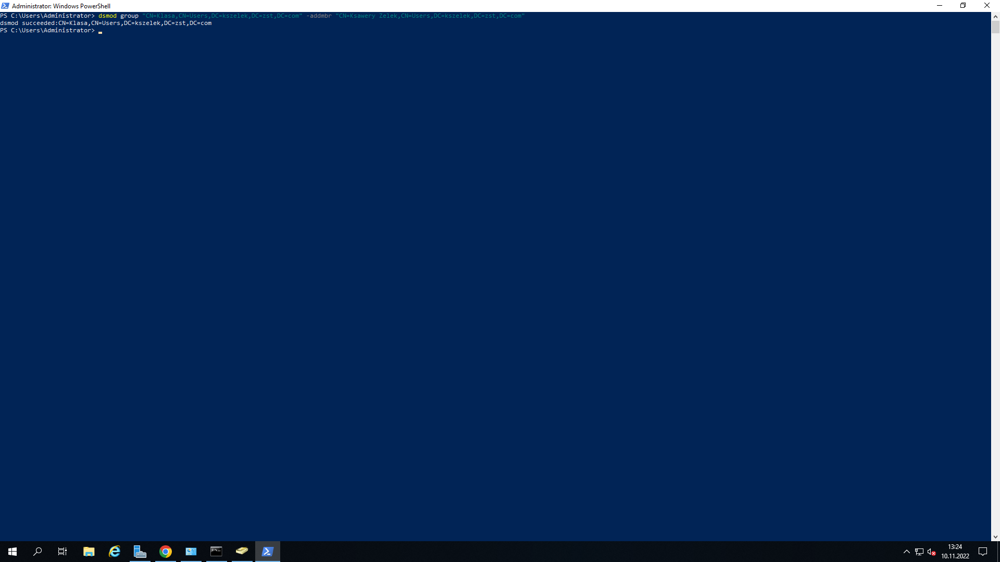 Administrator: Windows PowerShell
PS C:\Users\Administrator> dsmod group "CN=Klasa,CN=Users,DC=kszelek,DC=zst,DC=com" -addmbr "CN=Ksawery Zelek,CN=Users,DC=kszelek,DC=zst,DC=com"
dsmod succeeded:CN=Klasa,CN=Users,DC=kszelek,DC=zst,DC=com
PS C:\Users\Administrator>
13:24
10.11.2022